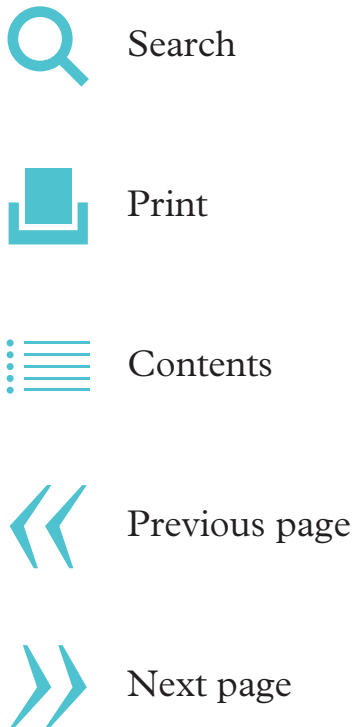 Search
Print
Contents
Previous page
Next page